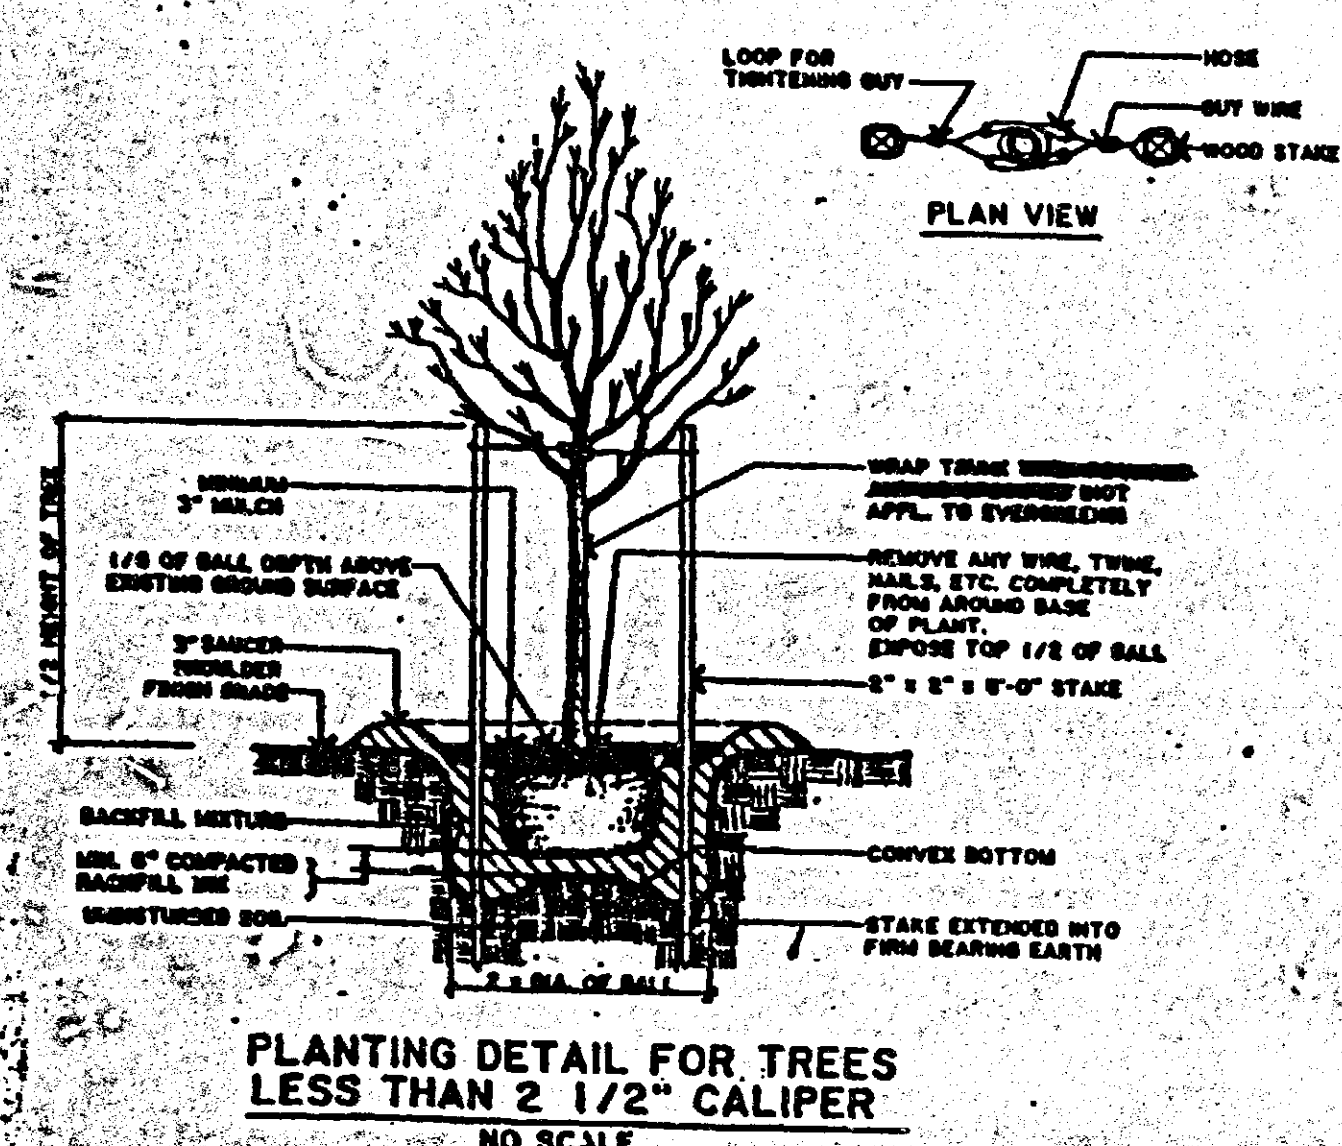 LOOP FOR
TIGHTENING GUY
HOSE
GUY WIRE
WOOD STAKE
PLAN VIEW
1/2 HEIGHT OF TREE
MINIMUM
3" MULCH
OF BALL DEPTH ABOVE
EXISTING GROUND SURFACE
3" SAUCER
SHOULDER
FINISH GRADE
WRAP TRUNK
(NOT
APPL. TO EVERGREENS)
REMOVE ANY WIRE, TWINE,
NAILS, ETC. COMPLETELY
FROM AROUND BASE
OF PLANT.
EXPOSE TOP 1/2 OF BALL
2" x 2" x STAKE
BACKFILL MIXTURE
MIN. 6" COMPACTED
BACKFILL MIX
UNDISTURBED SOIL
CONVEX BOTTOM
STAKE EXTENDED INTO
FIRM BEARING EARTH
2 x DIA. OF BALL
PLANTING DETAIL FOR TREES
LESS THAN 2 1/2" CALIPER
NO SCALE